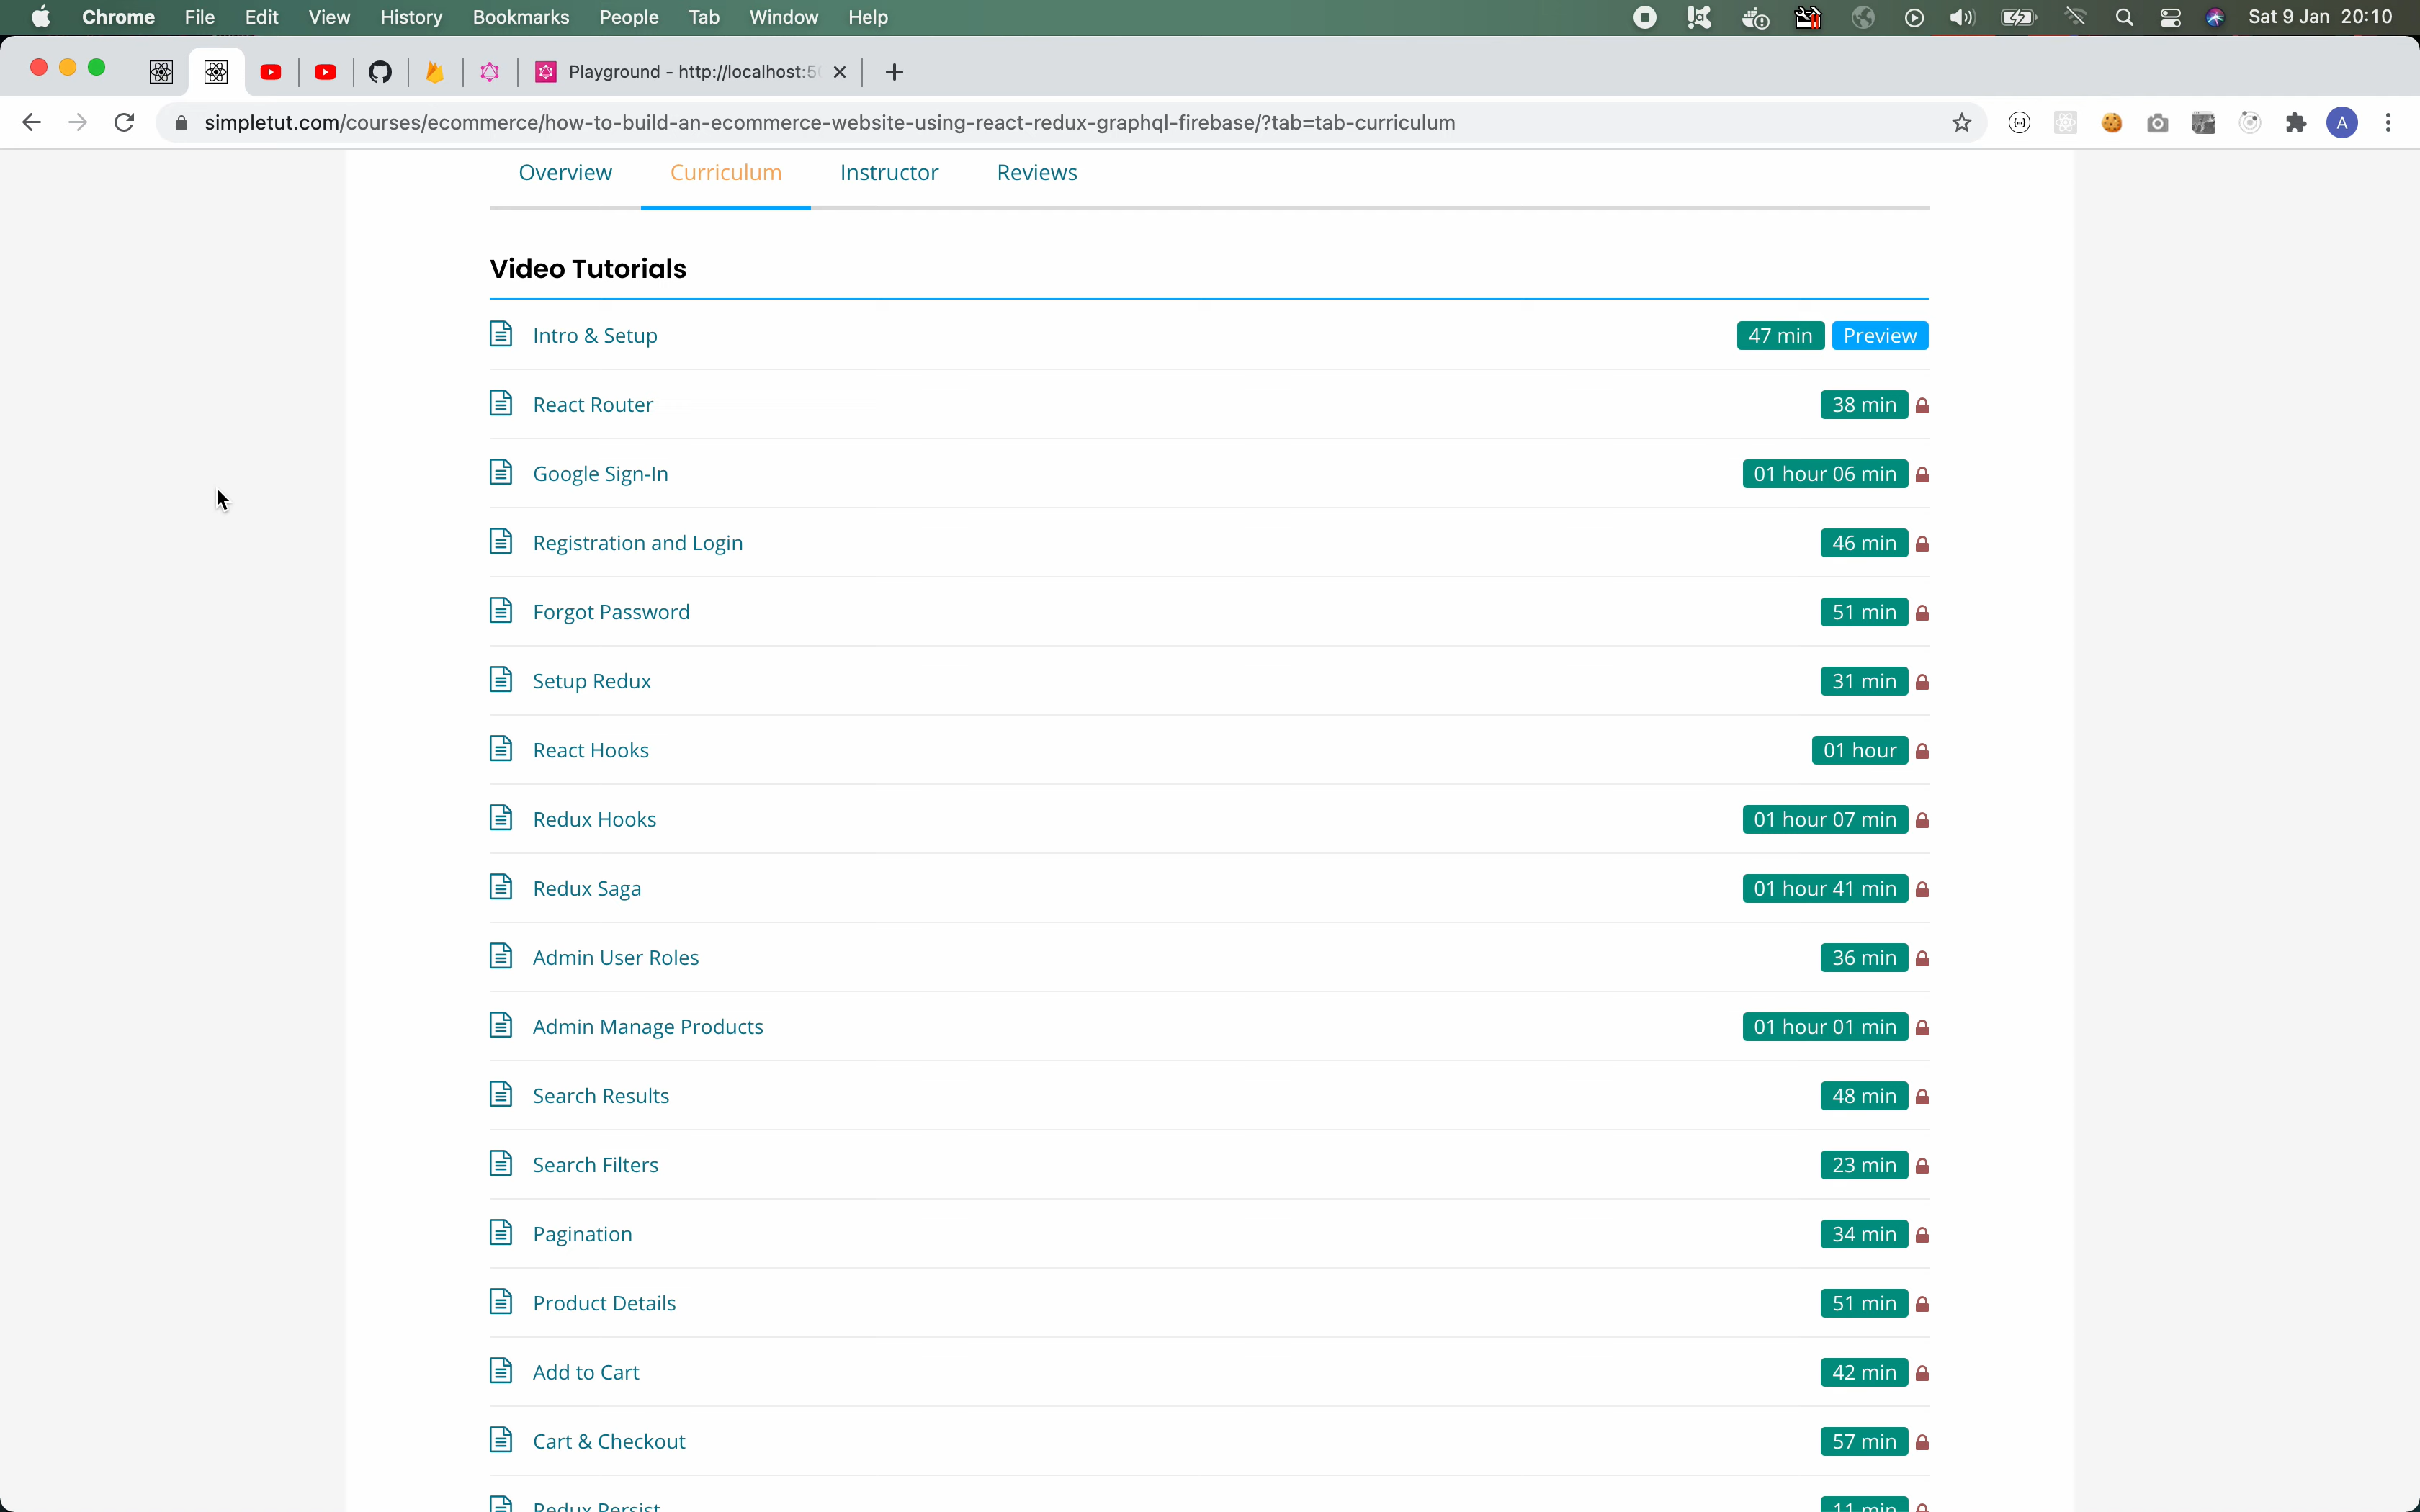 Chrome File Edit View History Bookmarks People Tab Window Help Sat 9 Jan 20:10
Playground - http://localhost:5
simpletut.com/courses/ecommerce/how-to-build-an-ecommerce-website-using-react-redux-graphql-firebase/?tab=tab-curriculum A
Overview Curriculum Instructor Reviews
Video Tutorials
Intro & Setup 47 min Preview
React Router 38 min
Google Sign-In 01 hour 06 min
Registration and Login 46 min
Forgot Password 51 min
Setup Redux 31 min
React Hooks 01 hour
Redux Hooks 01 hour 07 min
Redux Saga 01 hour 41 min
Admin User Roles 36 min
Admin Manage Products 01 hour 01 min
Search Results 48 min
Search Filters 23 min
Pagination 34 min
Product Details 51 min
Add to Cart 42 min
Cart & Checkout 57 min
Redux Persist 11 min